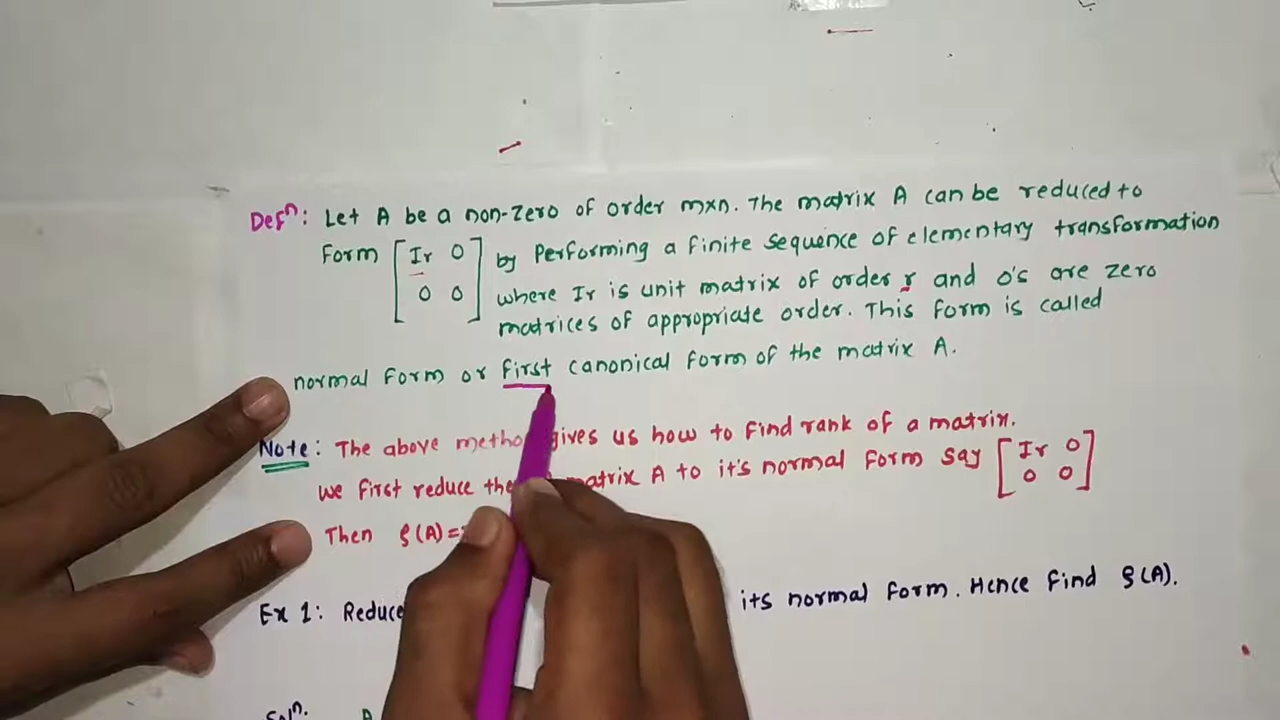 Defⁿ: Let A be a non-zero of order m×n. The matrix A can be reduced to
Form [Ir 0 by Performing a finite sequence of elementary transformation
0 0] where Ir is unit matrix of order r and 0's are zero
matrices of appropriate order. This form is called
normal form or first canonical form of the matrix A.
Note: The above gives us how to find rank of a matrix.
We first reduce matrix A to it's normal form say [Ir 0
0 0]
Then ρ(A)=
Ex 1: Reduce its normal form. Hence find ρ(A).
Solⁿ. A